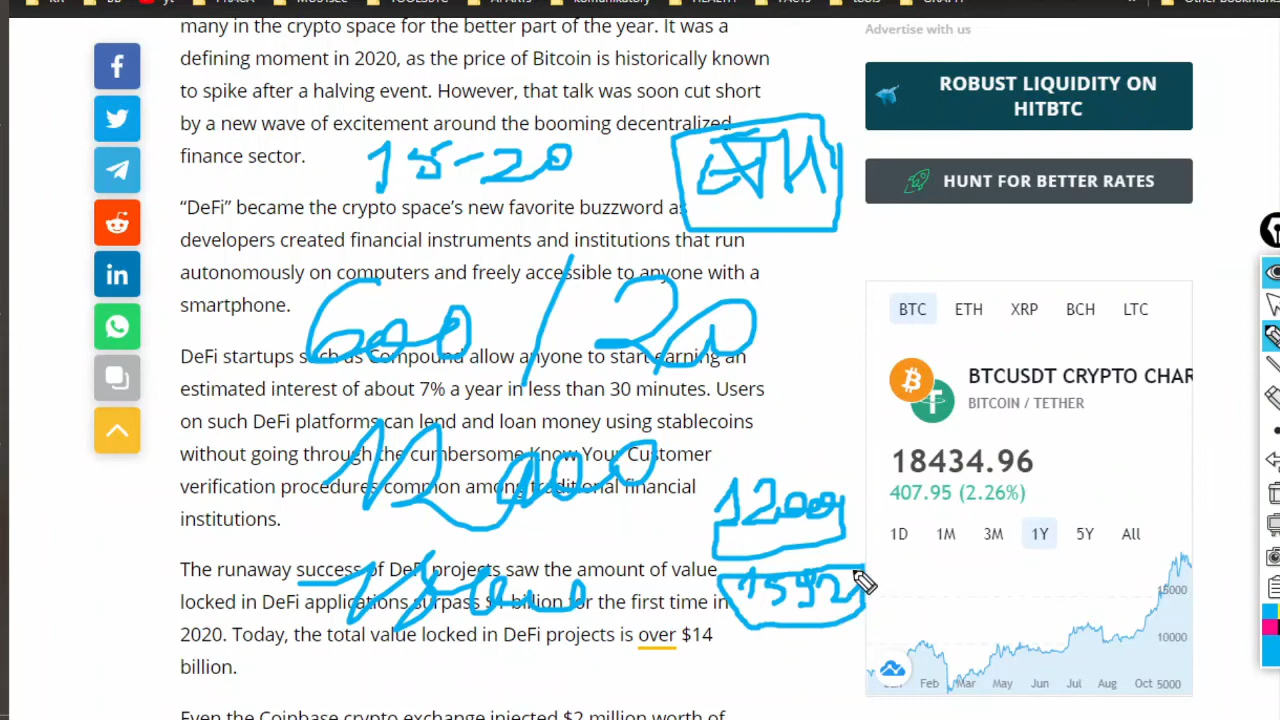 many in the crypto space for the better part of the year. It was a
defining moment in 2020, as the price of Bitcoin is historically known
to spike after a halving event. However, that talk was soon cut short
by a new wave of excitement around the booming decentralized
finance sector.
15-20
“DeFi” became the crypto space’s new favorite buzzword as
developers created financial instruments and institutions that run
autonomously on computers and freely accessible to anyone with a
smartphone.
600 / 20
DeFi startups such as Compound allow anyone to start earning an
estimated interest of about 7% a year in less than 30 minutes. Users
on such DeFi platforms can lend and loan money using stablecoins
without going through the cumbersome Know Your Customer
verification procedures common among traditional financial
institutions.
12000
The runaway success of DeFi projects saw the amount of value
locked in DeFi applications surpass $1 billion for the first time in
2020. Today, the total value locked in DeFi projects is over $14
billion.
Even the Coinbase crypto exchange injected $2 million worth of
Advertise with us
ROBUST LIQUIDITY ON
HITBTC
HUNT FOR BETTER RATES
BTC ETH XRP BCH LTC
BTCUSDT CRYPTO CHAR
BITCOIN / TETHER
18434.96
407.95 (2.26%)
1D 1M 3M 1Y 5Y All
15000
10000
5000
Feb Mar May Jun Jul Aug Oct